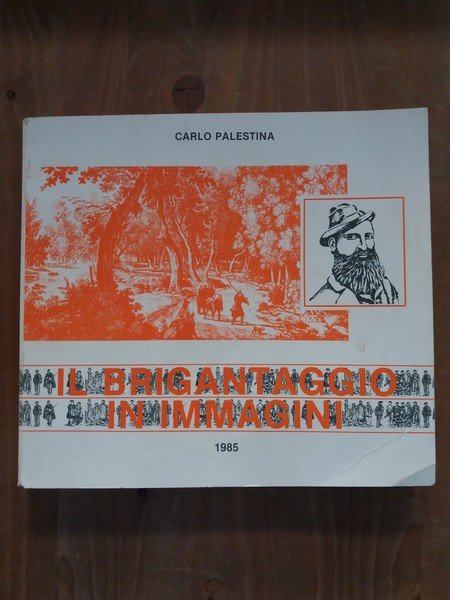 CARLO PALESTINA
IL BRIGANTAGGIO
IN IMMAGINI
1985